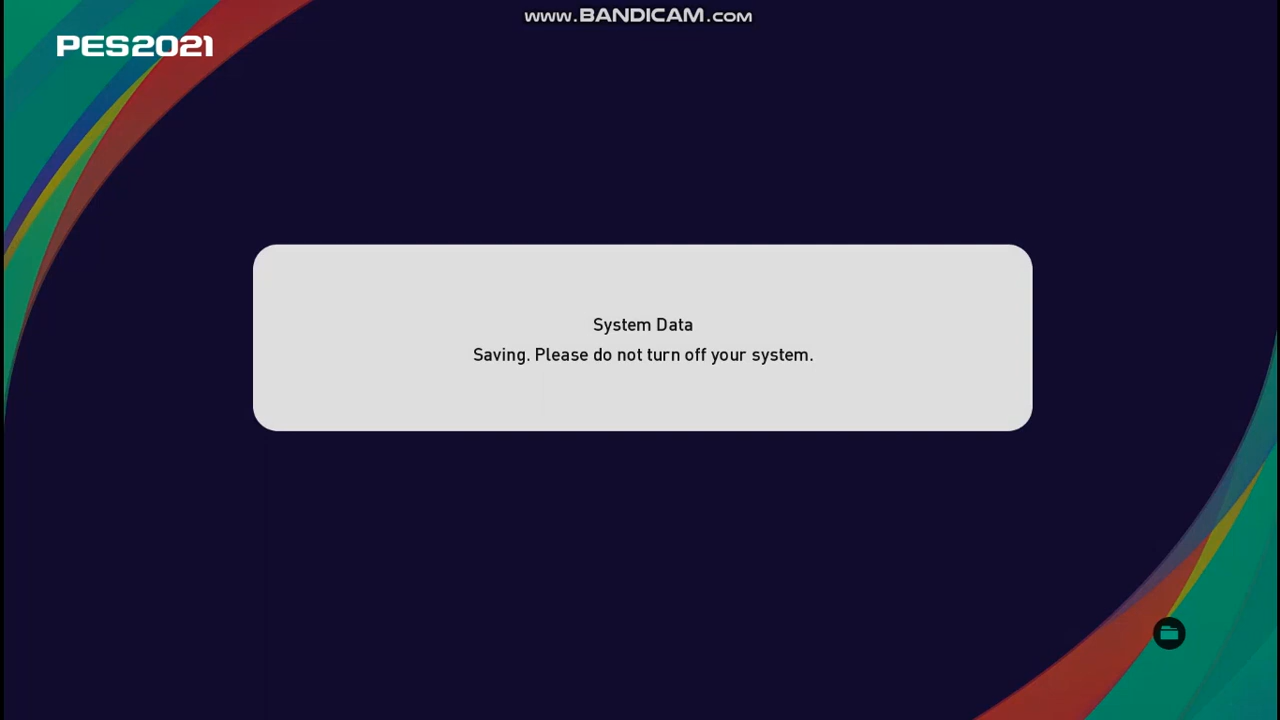 www.BANDICAM.com
PES2021
System Data
Saving. Please do not turn off your system.